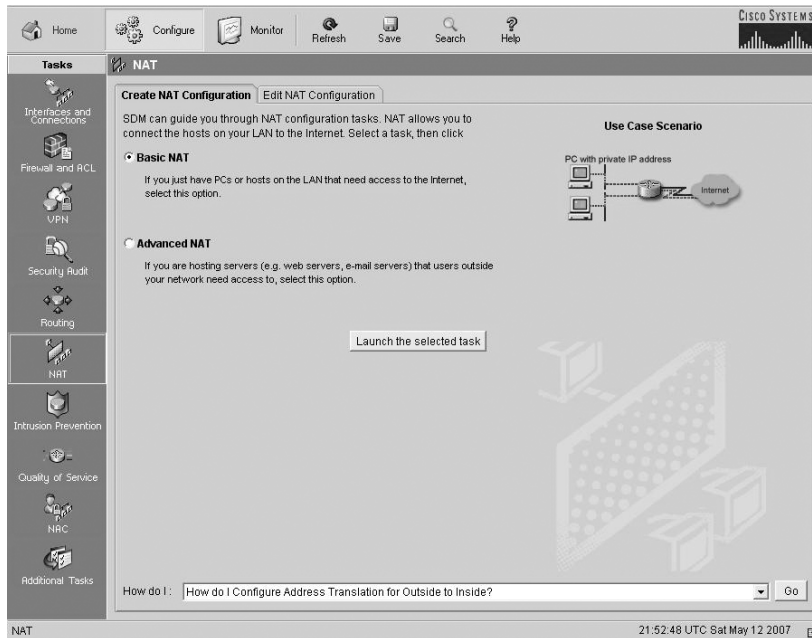 Home
Configure
Monitor
Refresh
Save
Search
Help
CISCO SYSTEMS
Tasks
NAT
Interfaces and
Connections
Firewall and ACL
VPN
Security Audit
Routing
NAT
Intrusion Prevention
Quality of Service
NAC
Additional Tasks
Create NAT Configuration
Edit NAT Configuration
SDM can guide you through NAT configuration tasks. NAT allows you to
connect the hosts on your LAN to the Internet. Select a task, then click
Basic NAT
If you just have PCs or hosts on the LAN that need access to the Internet,
select this option.
Advanced NAT
If you are hosting servers (e.g. web servers, e-mail servers) that users outside
your network need access to, select this option.
Launch the selected task
Use Case Scenario
PC with private IP address
Internet
How do I :
How do I Configure Address Translation for Outside to Inside?
Go
NAT
21:52:48 UTC Sat May 12 2007